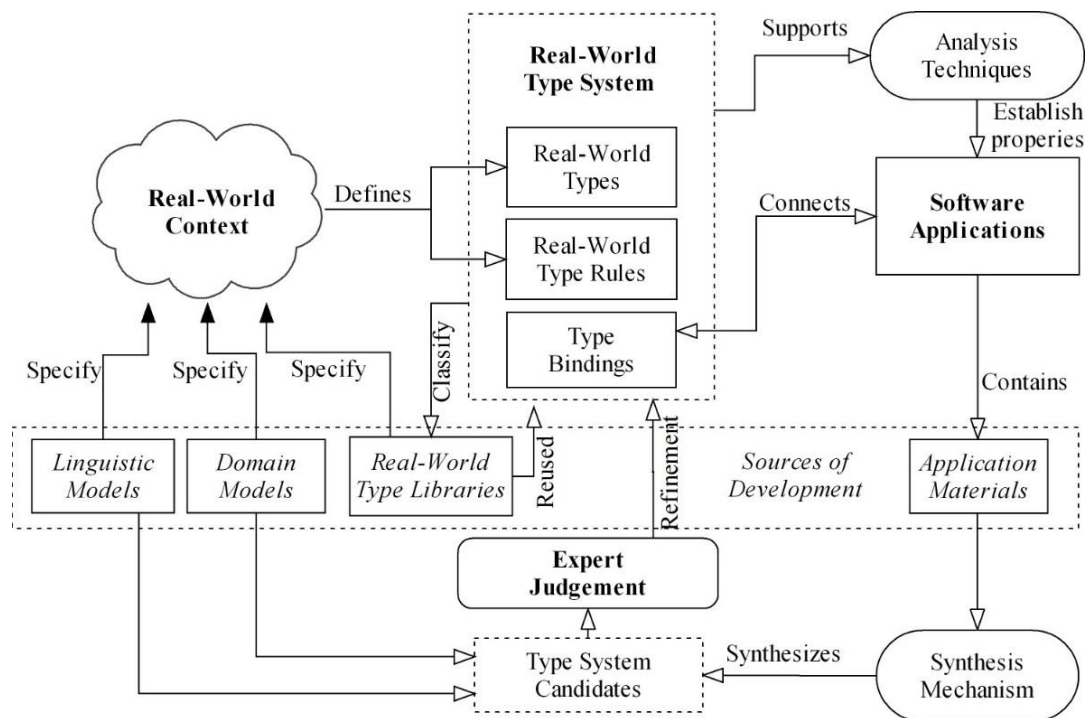 Real-World
Type System
Supports
Analysis
Techniques
Establish
properies
Real-World
Types
Real-World
Context
Defines
Connects
Software
Applications
Real-World
Type Rules
Type
Bindings
Specify
Specify
Specify
Classify
Contains
Linguistic
Models
Domain
Models
Real-World
Type Libraries
Reused
Refinement
Sources of
Development
Application
Materials
Expert
Judgement
Type System
Candidates
Synthesizes
Synthesis
Mechanism